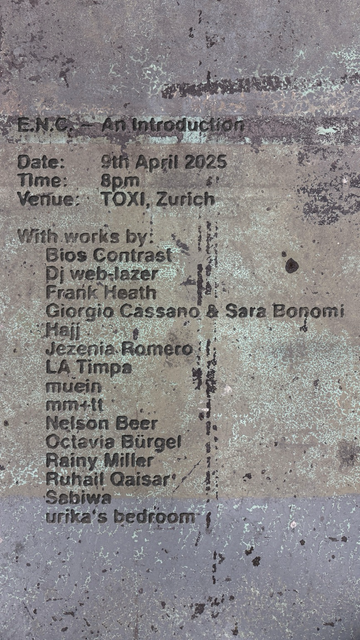 E.N.C. — An Introduction
Date: 9th April 2025
Time: 8pm
Venue: TOXI, Zurich
With works by:
Bios Contrast
Dj web-lazer
Frank Heath
Giorgio Cassano & Sara Bonomi
Hajj
Jezenia Romero
LA Timpa
muein
mm+tt
Nelson Beer
Octavia Bürgel
Rainy Miller
Ruhail Qaisar
Sabiwa
urika's bedroom